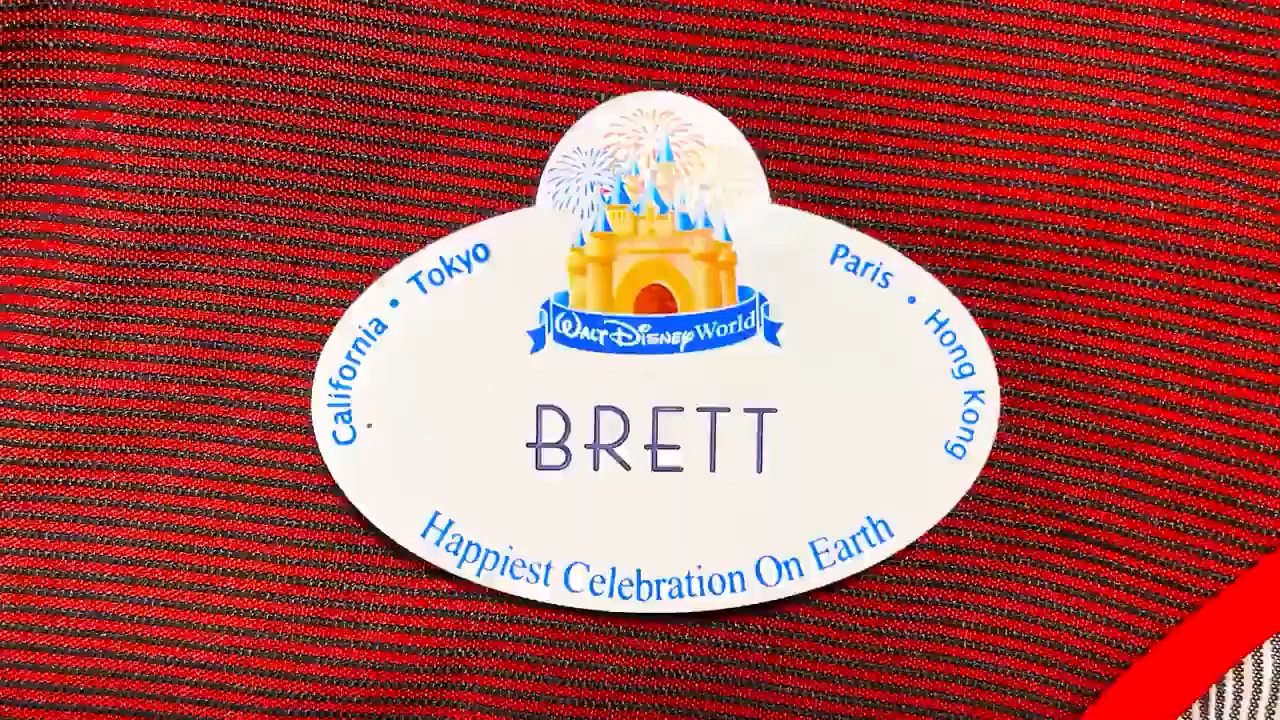 California • Tokyo
Paris • Hong Kong
Walt Disney World
BRETT
Happiest Celebration On Earth